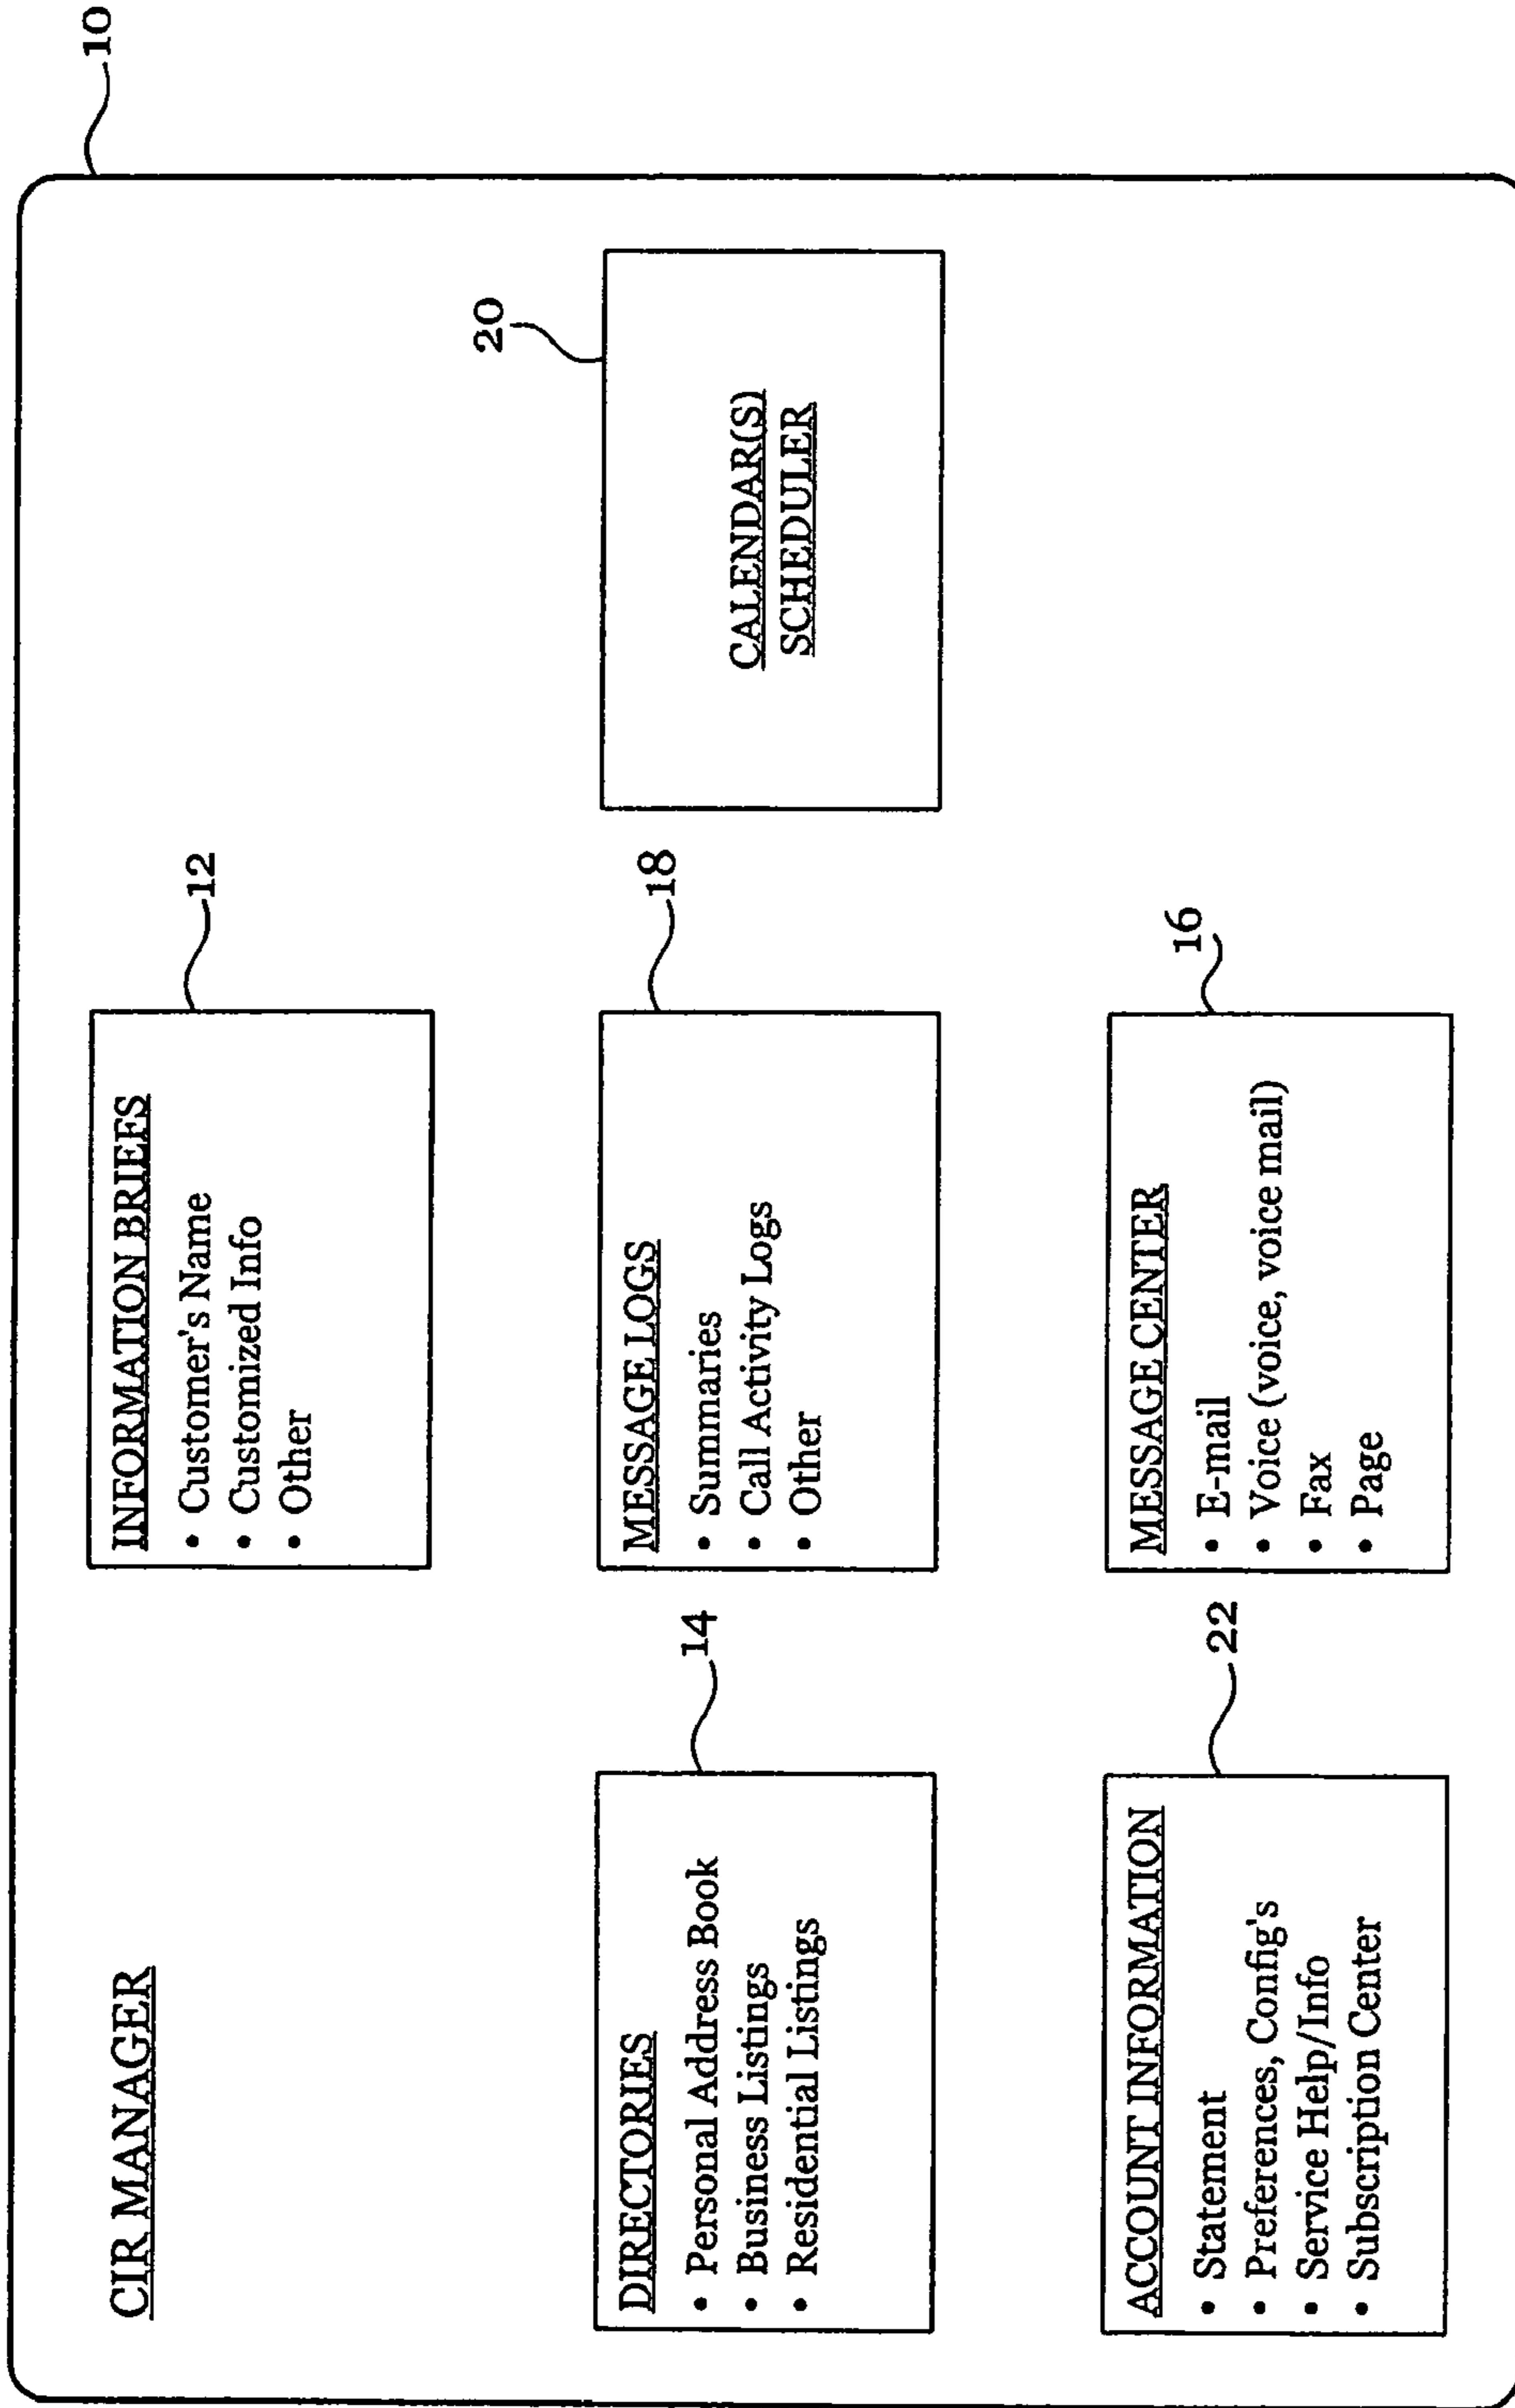 10
CIR MANAGER
INFORMATION BRIEFS
• Customer's Name
• Customized Info
• Other
12
DIRECTORIES
• Personal Address Book
• Business Listings
• Residential Listings
14
MESSAGE LOGS
• Summaries
• Call Activity Logs
• Other
18
CALENDAR(S)
SCHEDULER
20
ACCOUNT INFORMATION
• Statement
• Preferences, Config's
• Service Help/Info
• Subscription Center
22
MESSAGE CENTER
• E-mail
• Voice (voice, voice mail)
• Fax
• Page
16